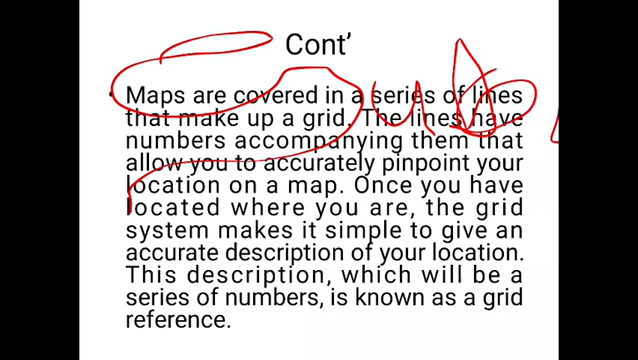 Cont’
• Maps are covered in a series of lines
that make up a grid. The lines have
numbers accompanying them that
allow you to accurately pinpoint your
location on a map. Once you have
located where you are, the grid
system makes it simple to give an
accurate description of your location.
This description, which will be a
series of numbers, is known as a grid
reference.